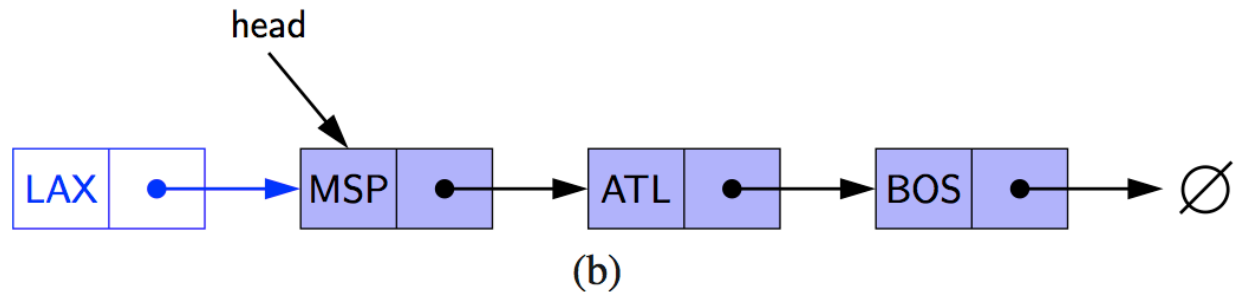 head
LAX MSP ATL BOS ∅
(b)